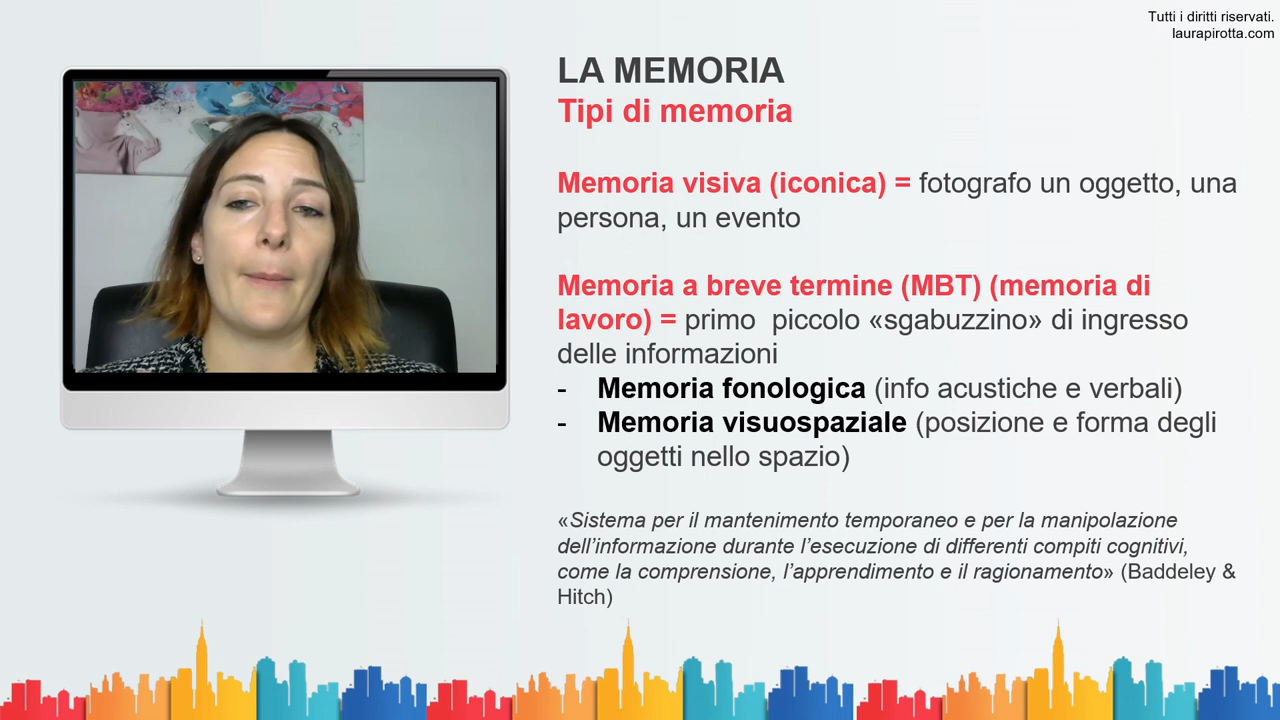 Tutti i diritti riservati.
laurapirotta.com
LA MEMORIA
Tipi di memoria
Memoria visiva (iconica) = fotografo un oggetto, una
persona, un evento
Memoria a breve termine (MBT) (memoria di
lavoro) = primo  piccolo «sgabuzzino» di ingresso
delle informazioni
- Memoria fonologica (info acustiche e verbali)
- Memoria visuospaziale (posizione e forma degli
oggetti nello spazio)
«Sistema per il mantenimento temporaneo e per la manipolazione
dell’informazione durante l’esecuzione di differenti compiti cognitivi,
come la comprensione, l’apprendimento e il ragionamento» (Baddeley &
Hitch)